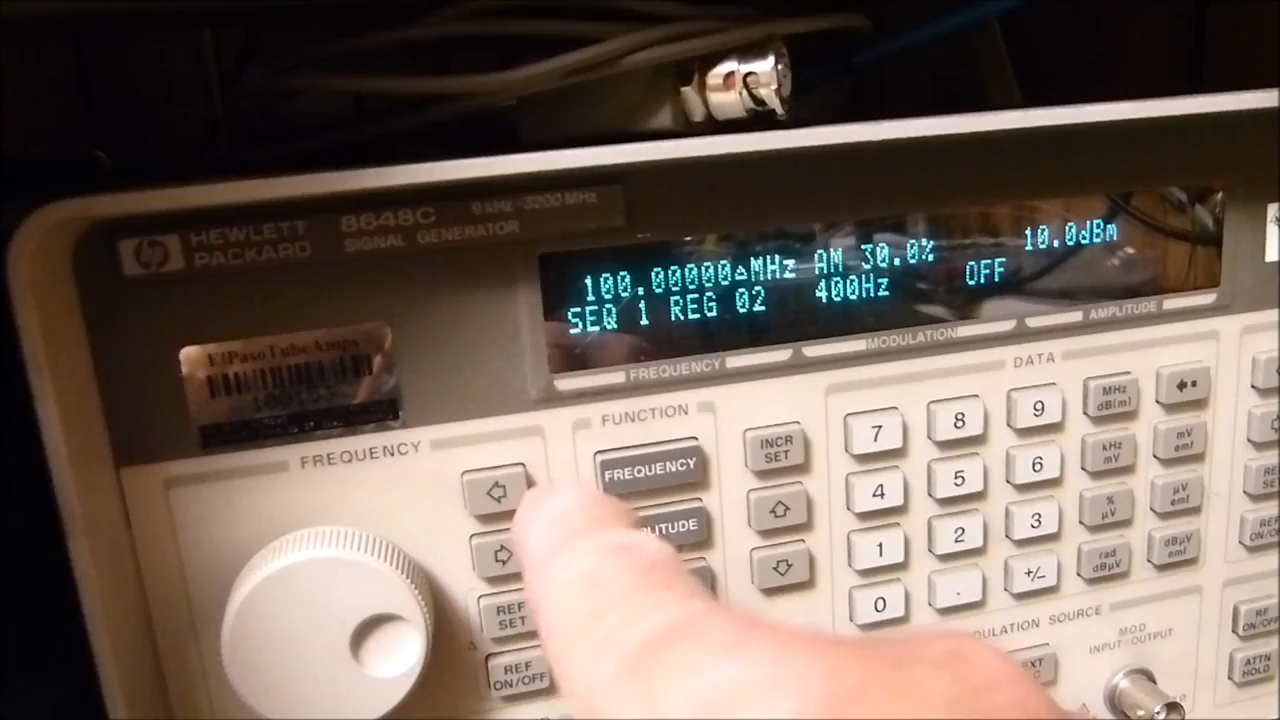 hp HEWLETT PACKARD
8648C 9 kHz-3200 MHz
SIGNAL GENERATOR
100.00000▵MHz AM 30.0% 10.0dBm
SEQ 1 REG 02 400Hz OFF
FREQUENCY MODULATION AMPLITUDE
ElPasoTubeAmps
FREQUENCY
REF SET
REF ON/OFF
FUNCTION
FREQUENCY
LITUDE
INCR SET
DATA
7 8 9 MHz dB(m)
4 5 6 kHz mV mV emf
1 2 3 % µV µV emf
0 . +/- rad dBµV dBµV emf
DULATION SOURCE
MOD INPUT/OUTPUT
RF ON/OFF
ATTN HOLD